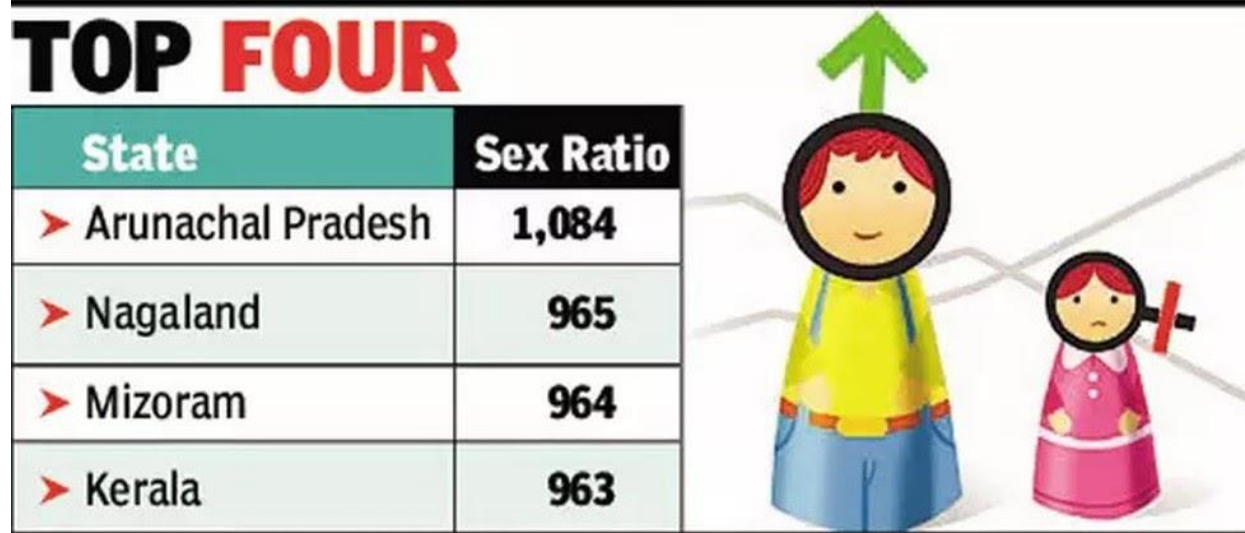 TOP FOUR
State Sex Ratio
Arunachal Pradesh 1,084
Nagaland 965
Mizoram 964
Kerala 963